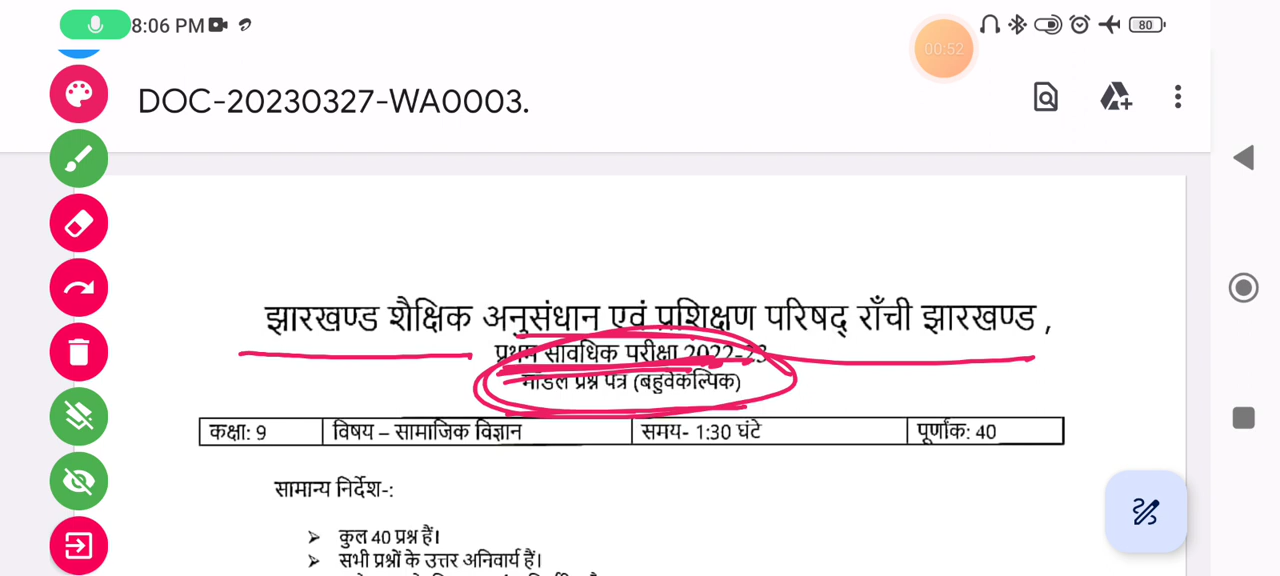 8:06 PM
80
00:52
DOC-20230327-WA0003.
झारखण्ड शैक्षिक अनुसंधान एवं प्रशिक्षण परिषद् राँची झारखण्ड ,
प्रथम सावधिक परीक्षा 2022-23
मॉडल प्रश्न पत्र (बहुवैकल्पिक)
कक्षा: 9 विषय – सामाजिक विज्ञान समय- 1:30 घंटे पूर्णांक: 40
सामान्य निर्देश-:
➢ कुल 40 प्रश्न हैं।
➢ सभी प्रश्नों के उत्तर अनिवार्य हैं।